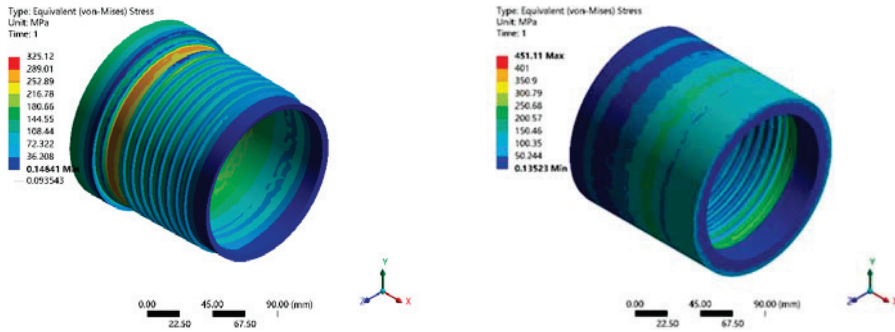 Type: Equivalent (von-Mises) Stress
Unit: MPa
Time: 1
325.12
289.01
252.89
216.78
180.66
144.55
108.44
72.322
36.208
0.14641 Min
0.093543
0.00
45.00
90.00 (mm)
22.50
67.50
Y
Z
X
Type: Equivalent (von-Mises) Stress
Unit: MPa
Time: 1
451.11 Max
401
350.9
300.79
250.68
200.57
150.46
100.35
50.244
0.13523 Min
0.00
45.00
90.00 (mm)
22.50
67.50
Y
Z
X